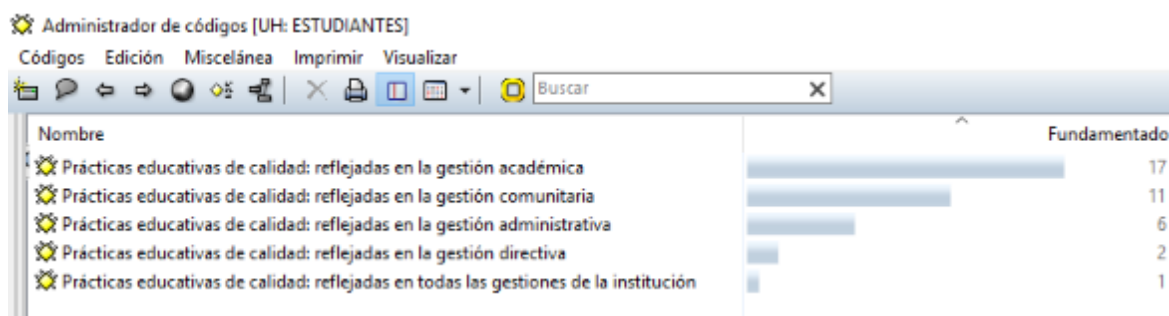 Administrador de códigos [UH: ESTUDIANTES]
Códigos Edición Miscelánea Imprimir Visualizar
Buscar
Nombre Fundamentado
Prácticas educativas de calidad: reflejadas en la gestión académica 17
Prácticas educativas de calidad: reflejadas en la gestión comunitaria 11
Prácticas educativas de calidad: reflejadas en la gestión administrativa 6
Prácticas educativas de calidad: reflejadas en la gestión directiva 2
Prácticas educativas de calidad: reflejadas en todas las gestiones de la institución 1